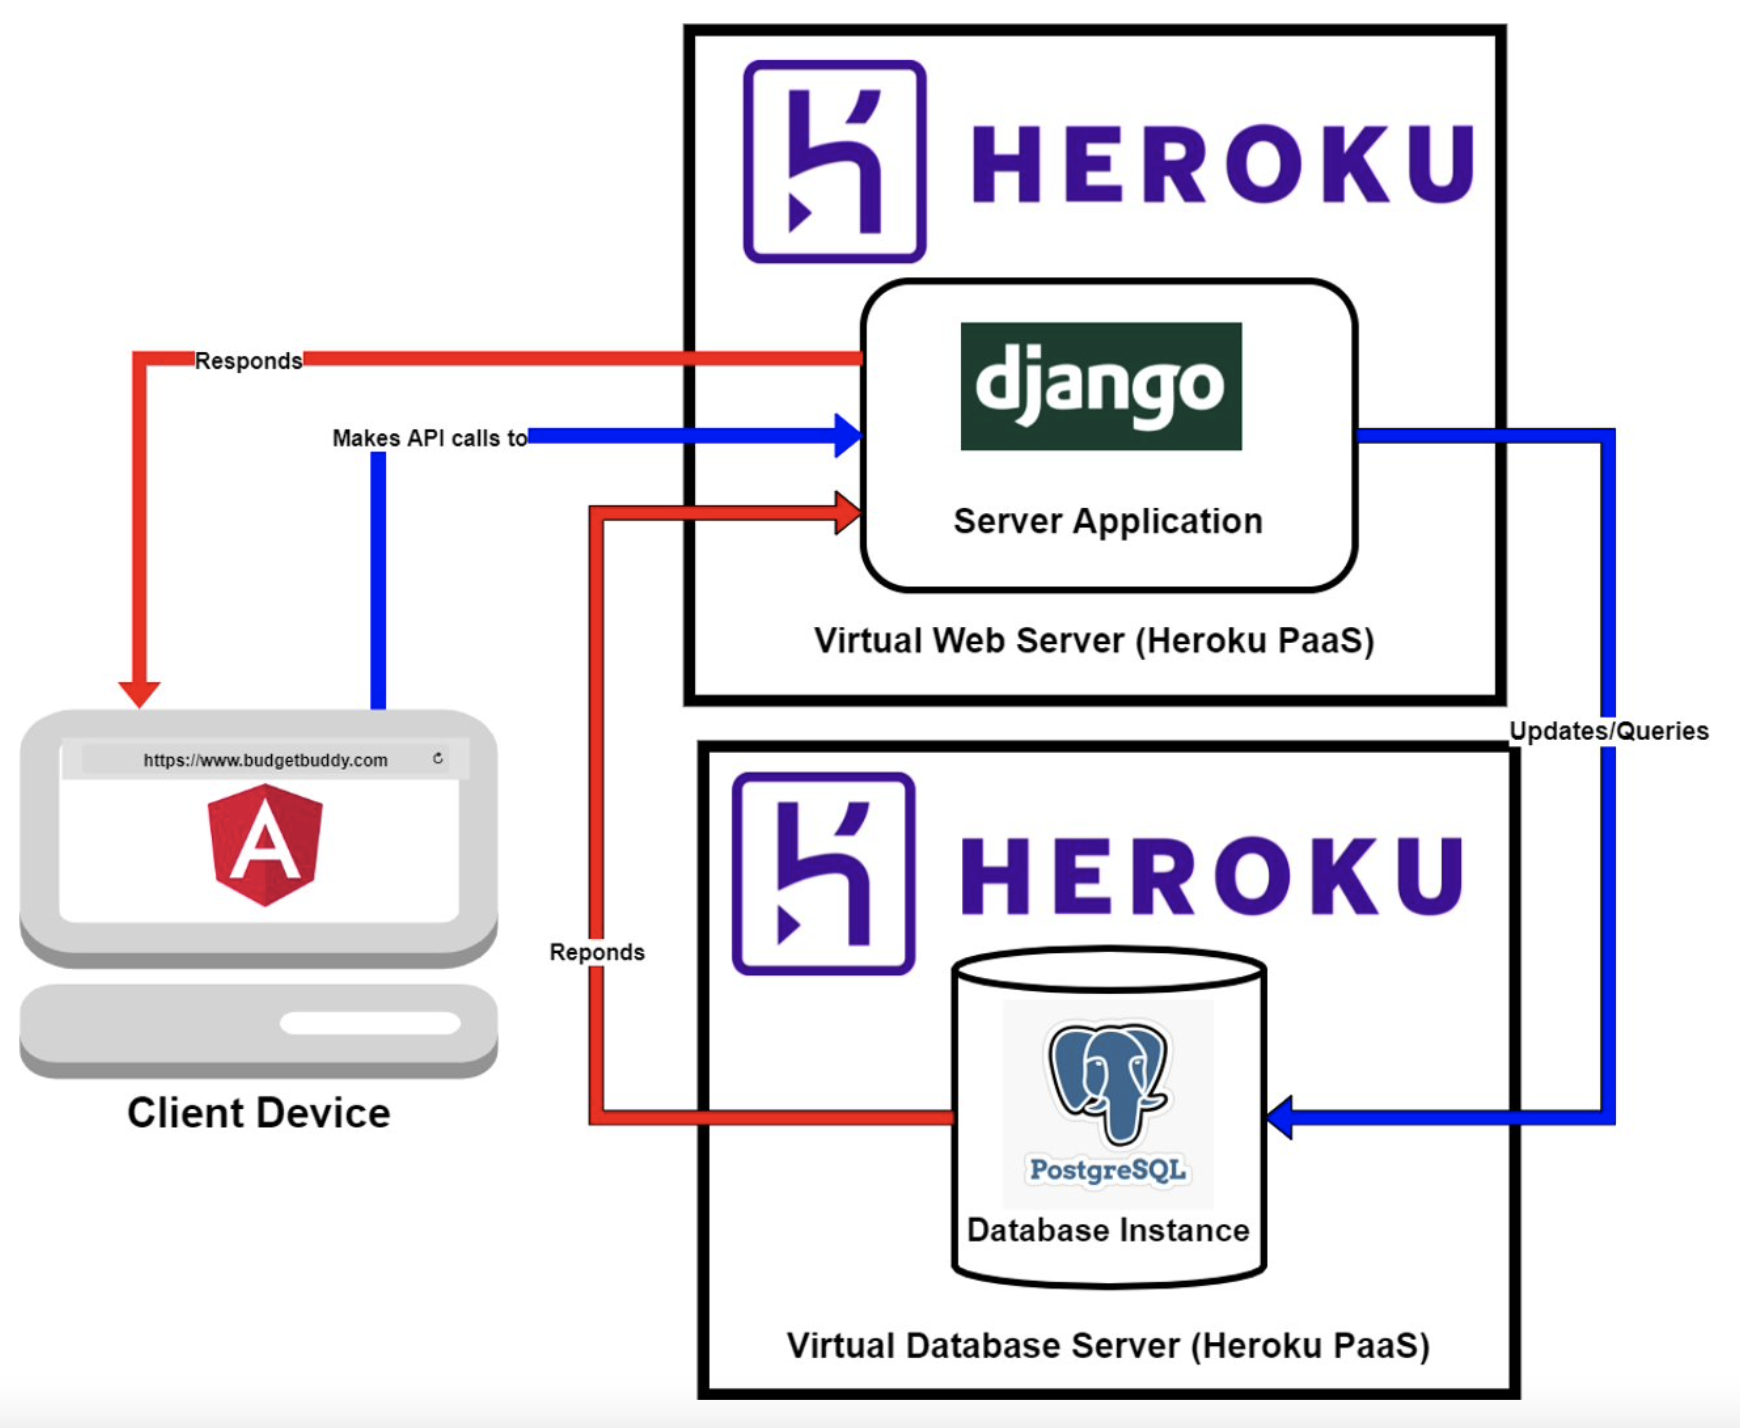 HEROKU
django
Server Application
Virtual Web Server (Heroku PaaS)
Responds
Makes API calls to
Updates/Queries
https://www.budgetbuddy.com
A
Client Device
Reponds
HEROKU
PostgreSQL
Database Instance
Virtual Database Server (Heroku PaaS)